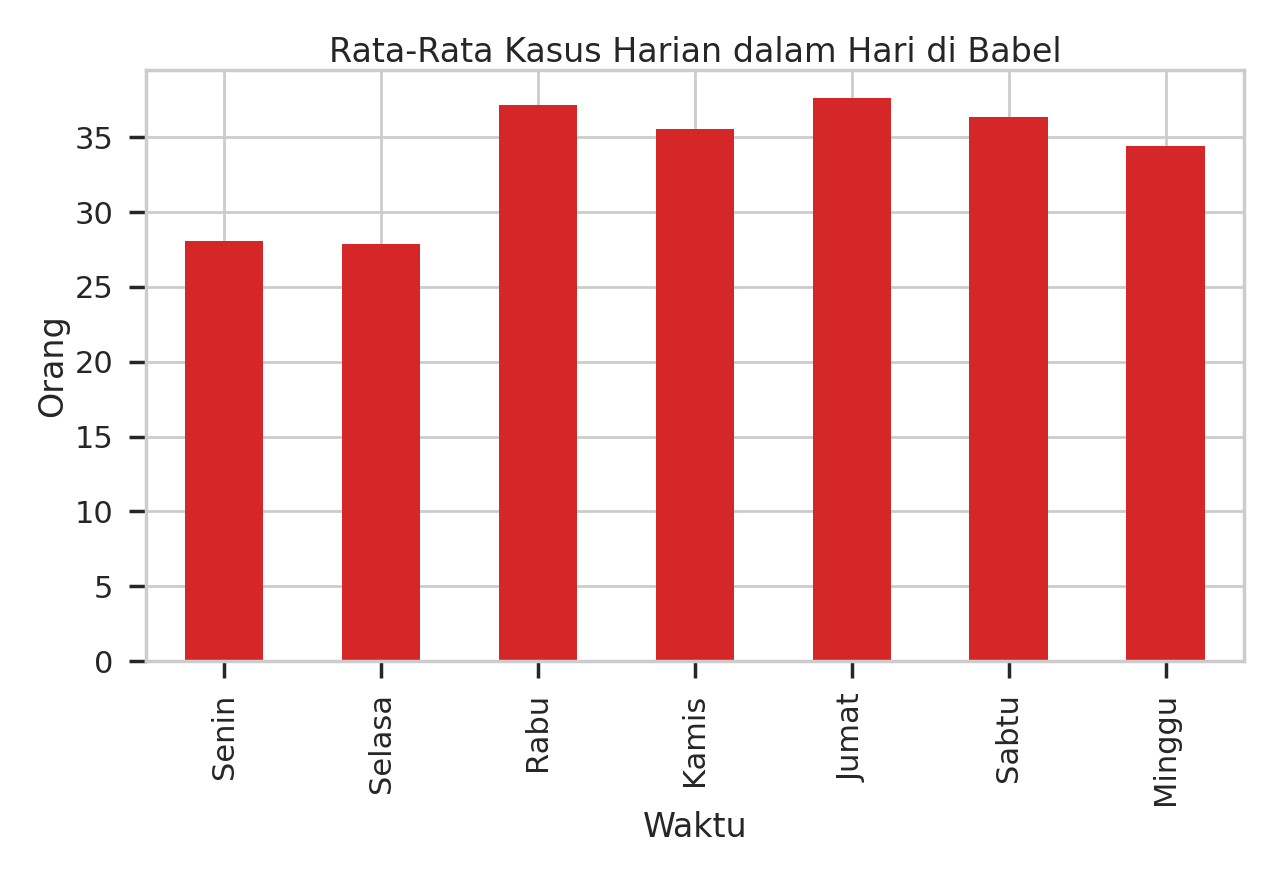 Rata-Rata Kasus Harian dalam Hari di Babel
35
30
25
20
15
10
5
0
Orang
Senin
Selasa
Rabu
Kamis
Jumat
Sabtu
Minggu
Waktu